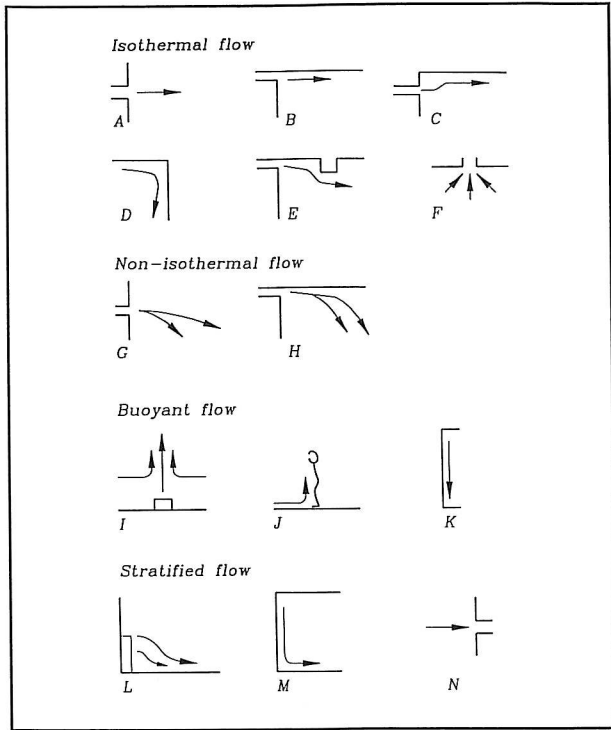 Isothermal flow
A B C
D E F
Non-isothermal flow
G H
Buoyant flow
I J K
Stratified flow
L M N